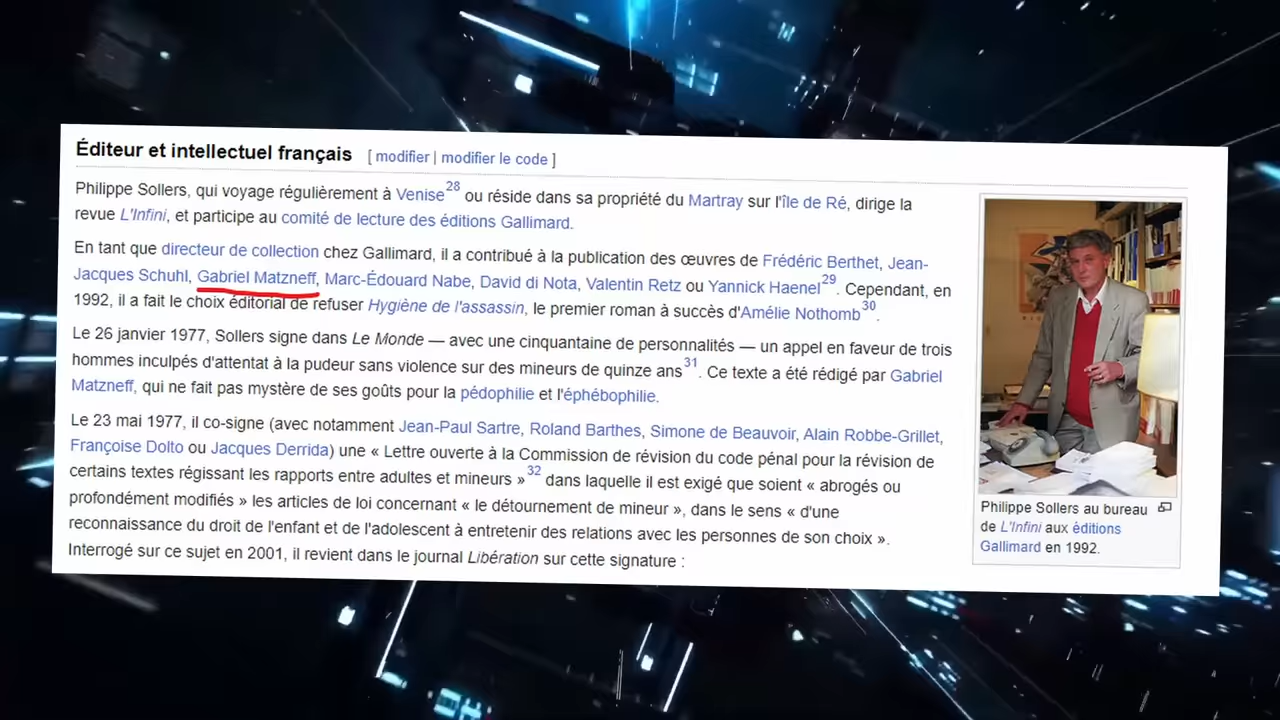 Éditeur et intellectuel français [ modifier | modifier le code ]
Philippe Sollers, qui voyage régulièrement à Venise28 ou réside dans sa propriété du Martray sur l'île de Ré, dirige la
revue L'Infini, et participe au comité de lecture des éditions Gallimard.
En tant que directeur de collection chez Gallimard, il a contribué à la publication des œuvres de Frédéric Berthet, Jean-
Jacques Schuhl, Gabriel Matzneff, Marc-Édouard Nabe, David di Nota, Valentin Retz ou Yannick Haenel29. Cependant, en
1992, il a fait le choix éditorial de refuser Hygiène de l'assassin, le premier roman à succès d'Amélie Nothomb30.
Le 26 janvier 1977, Sollers signe dans Le Monde — avec une cinquantaine de personnalités — un appel en faveur de trois
hommes inculpés d'attentat à la pudeur sans violence sur des mineurs de quinze ans31. Ce texte a été rédigé par Gabriel
Matzneff, qui ne fait pas mystère de ses goûts pour la pédophilie et l'éphébophilie.
Le 23 mai 1977, il co-signe (avec notamment Jean-Paul Sartre, Roland Barthes, Simone de Beauvoir, Alain Robbe-Grillet,
Françoise Dolto ou Jacques Derrida) une « Lettre ouverte à la Commission de révision du code pénal pour la révision de
certains textes régissant les rapports entre adultes et mineurs »32 dans laquelle il est exigé que soient « abrogés ou
profondément modifiés » les articles de loi concernant « le détournement de mineur », dans le sens « d'une
reconnaissance du droit de l'enfant et de l'adolescent à entretenir des relations avec les personnes de son choix ».
Interrogé sur ce sujet en 2001, il revient dans le journal Libération sur cette signature :
Philippe Sollers au bureau
de L'Infini aux éditions
Gallimard en 1992.